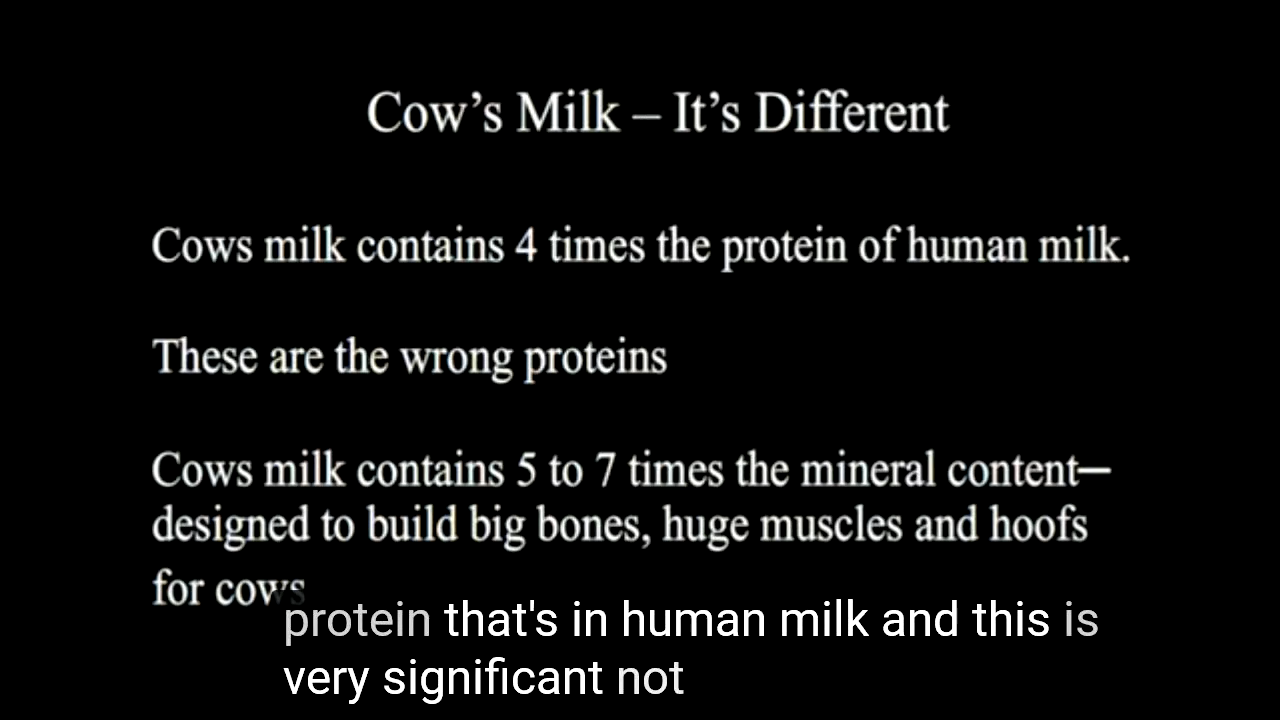 Cow’s Milk – It’s Different
Cows milk contains 4 times the protein of human milk.
These are the wrong proteins
Cows milk contains 5 to 7 times the mineral content—
designed to build big bones, huge muscles and hoofs
for cows
protein that's in human milk and this is
very significant not